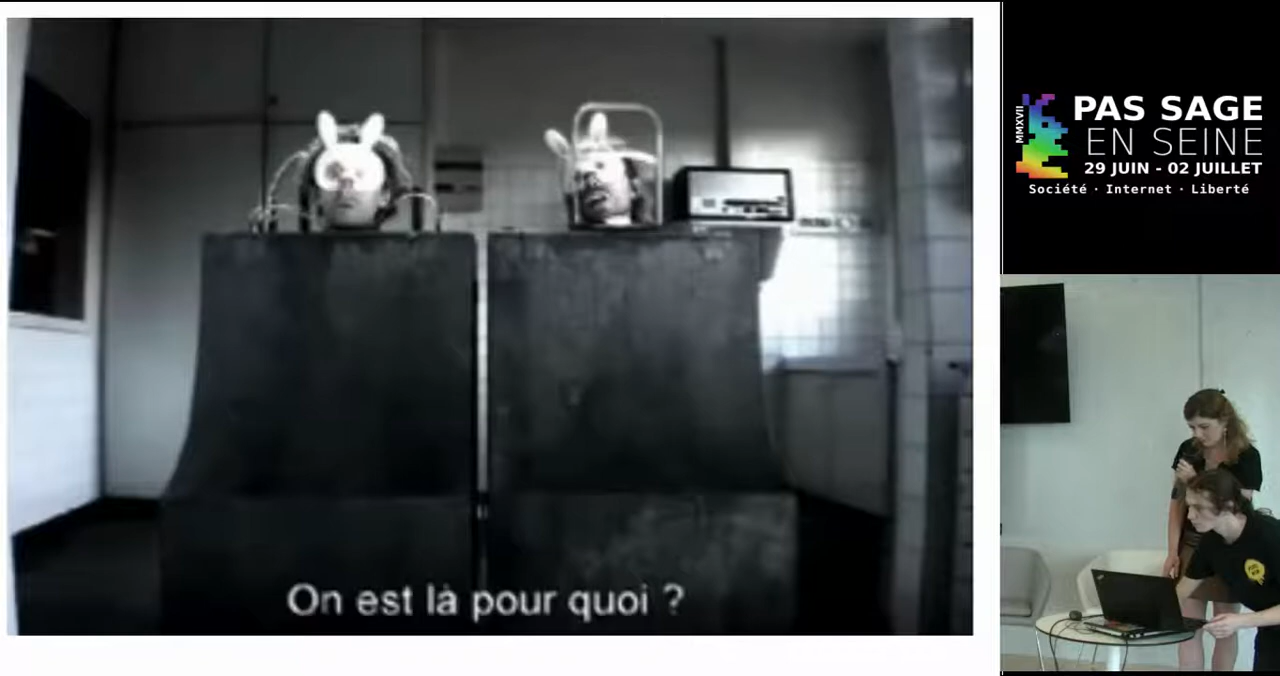 On est là pour quoi ?
MMXVII
PAS SAGE
EN SEINE
29 JUIN - 02 JUILLET
Société · Internet · Liberté